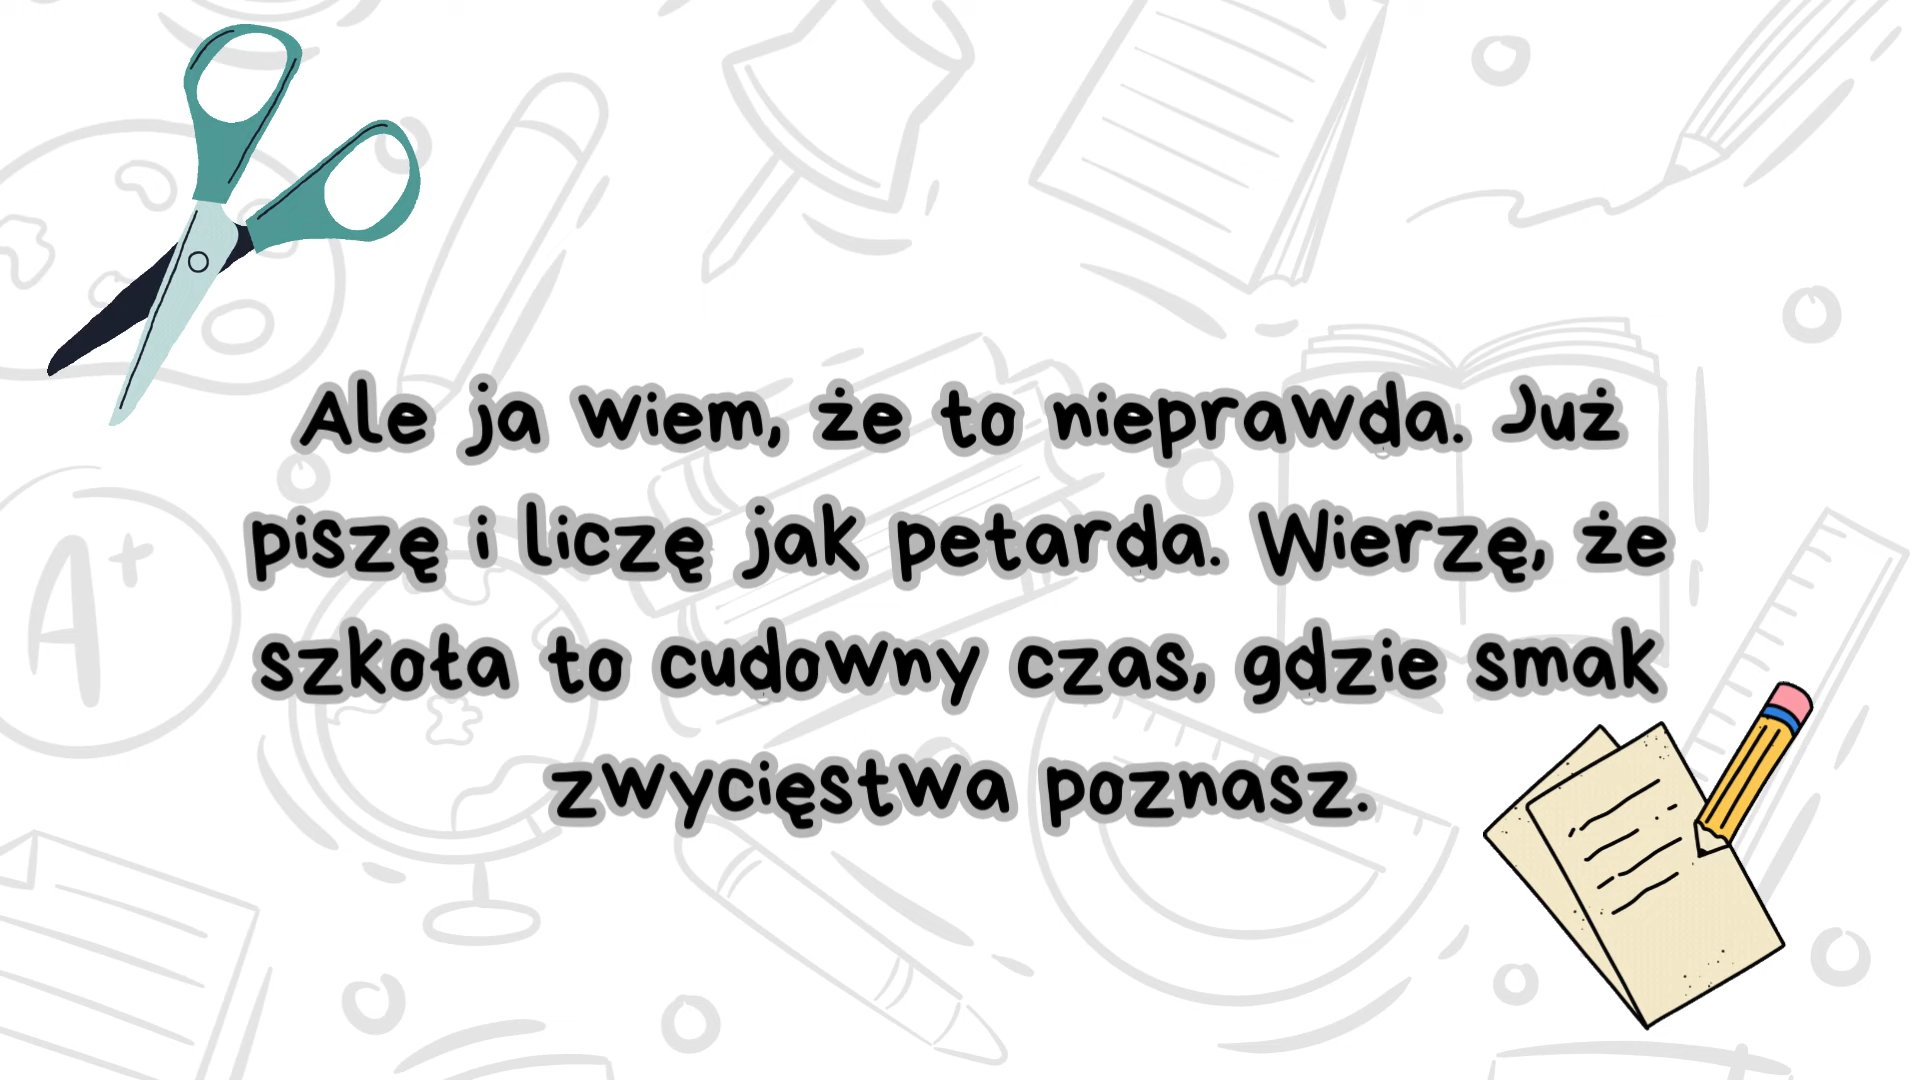 Ale ja wiem, że to nieprawda. Już
piszę i liczę jak petarda. Wierzę, że
szkoła to cudowny czas, gdzie smak
zwycięstwa poznasz.
A+